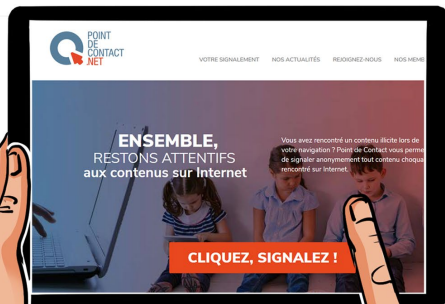 POINT
DE
CONTACT
.NET
VOTRE SIGNALEMENT NOS ACTUALITÉS REJOIGNEZ-NOUS NOS MEME
ENSEMBLE,
RESTONS ATTENTIFS
aux contenus sur Internet
Vous avez rencontré un contenu illicite lors de
votre navigation ? Point de Contact vous perme
de signaler anonymement tout contenu choqua
rencontré sur Internet.
CLIQUEZ, SIGNALEZ !